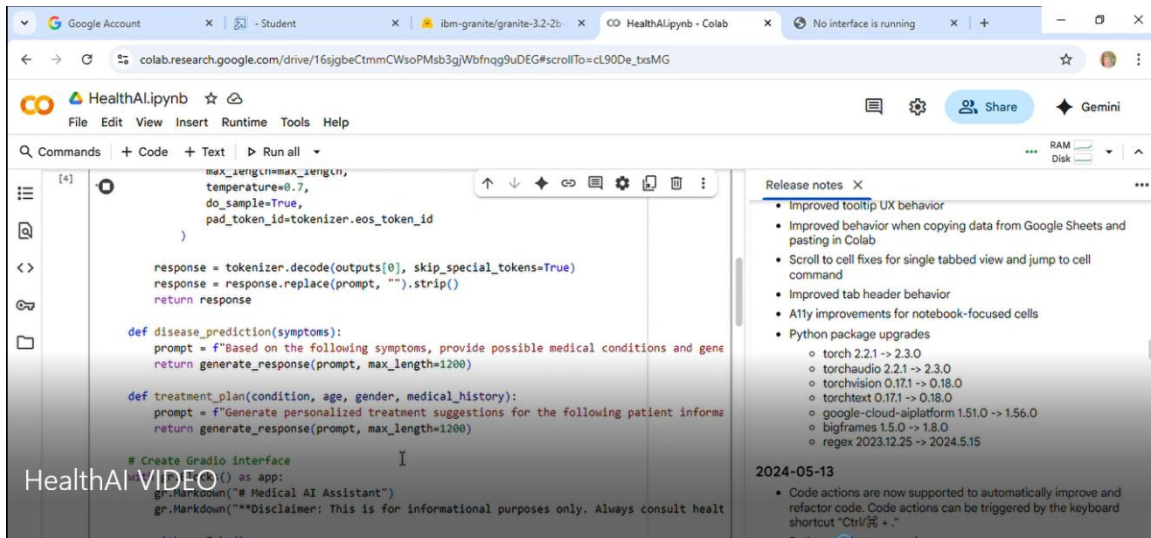 Google Account
- Student
ibm-granite/granite-3.2-2b-
HealthAI.ipynb - Colab
No interface is running
colab.research.google.com/drive/16sjgbeCtmmCWsoPMsb3gjWbfnqg9uDEG#scrollTo=cL90De_txsMG
HealthAI.ipynb
File Edit View Insert Runtime Tools Help
Share
Gemini
Commands + Code + Text Run all
RAM
Disk
[4]
max_length=max_length,
temperature=0.7,
do_sample=True,
pad_token_id=tokenizer.eos_token_id
)
response = tokenizer.decode(outputs[0], skip_special_tokens=True)
response = response.replace(prompt, "").strip()
return response
def disease_prediction(symptoms):
prompt = f"Based on the following symptoms, provide possible medical conditions and gene
return generate_response(prompt, max_length=1200)
def treatment_plan(condition, age, gender, medical_history):
prompt = f"Generate personalized treatment suggestions for the following patient informa
return generate_response(prompt, max_length=1200)
# Create Gradio interface
with gr.Blocks() as app:
gr.Markdown("# Medical AI Assistant")
gr.Markdown("**Disclaimer: This is for informational purposes only. Always consult healt
HealthAI VIDEO
Release notes
• Improved tooltip UX behavior
• Improved behavior when copying data from Google Sheets and
pasting in Colab
• Scroll to cell fixes for single tabbed view and jump to cell
command
• Improved tab header behavior
• A11y improvements for notebook-focused cells
• Python package upgrades
○ torch 2.2.1 -> 2.3.0
○ torchaudio 2.2.1 -> 2.3.0
○ torchvision 0.17.1 -> 0.18.0
○ torchtext 0.17.1 -> 0.18.0
○ google-cloud-aiplatform 1.51.0 -> 1.56.0
○ bigframes 1.5.0 -> 1.8.0
○ regex 2023.12.25 -> 2024.5.15
2024-05-13
• Code actions are now supported to automatically improve and
refactor code. Code actions can be triggered by the keyboard
shortcut "Ctrl/⌘ + ."